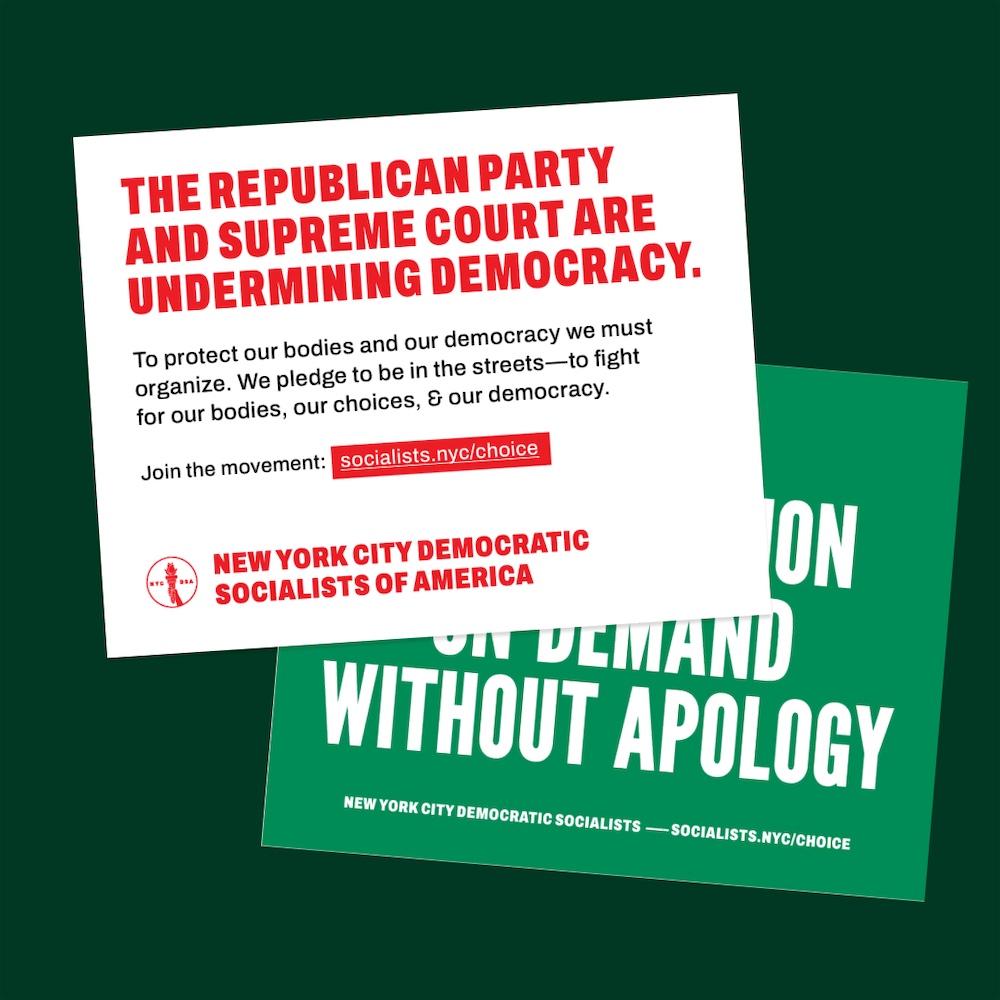 THE REPUBLICAN PARTY
AND SUPREME COURT ARE
UNDERMINING DEMOCRACY.
To protect our bodies and our democracy we must
organize. We pledge to be in the streets—to fight
for our bodies, our choices, & our democracy.
Join the movement: socialists.nyc/choice
NYC DSA
NEW YORK CITY DEMOCRATIC
SOCIALISTS OF AMERICA
ION
ON DEMAND
WITHOUT APOLOGY
NEW YORK CITY DEMOCRATIC SOCIALISTS — SOCIALISTS.NYC/CHOICE